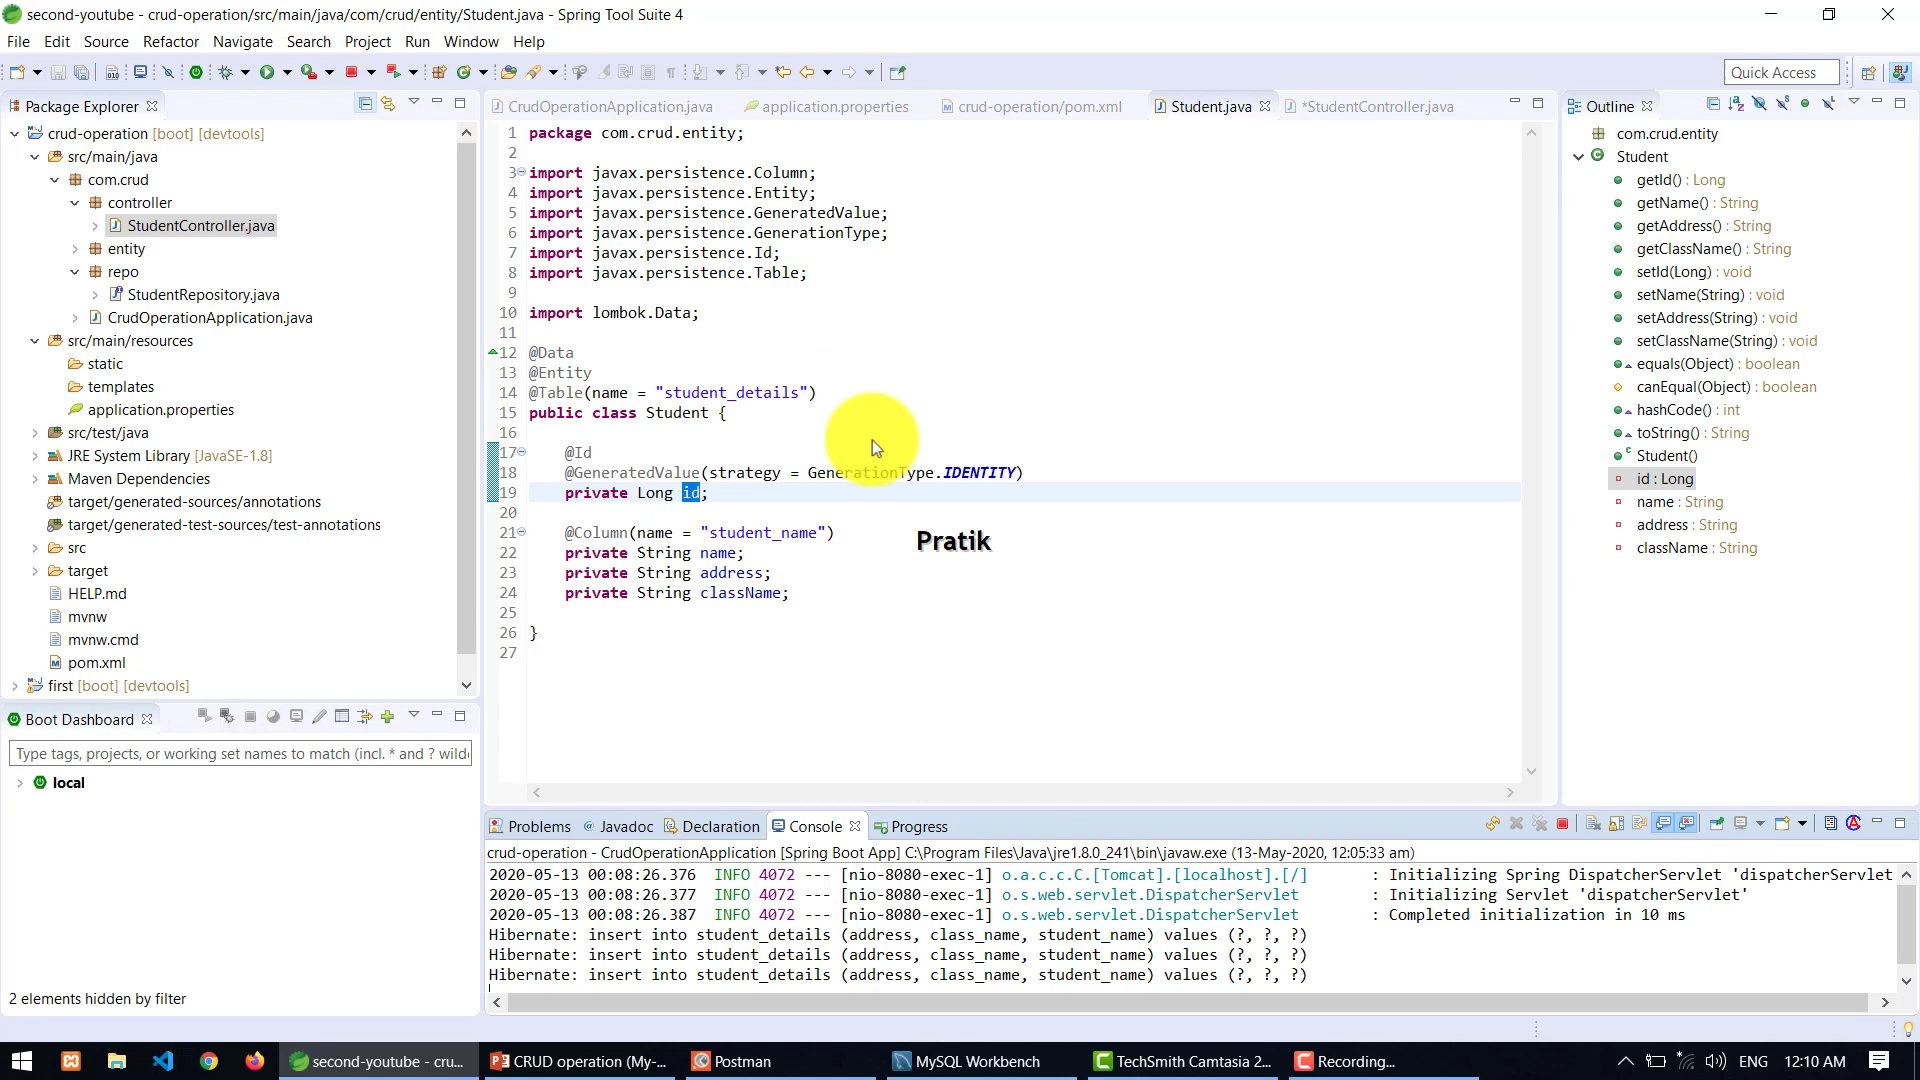 second-youtube - crud-operation/src/main/java/com/crud/entity/Student.java - Spring Tool Suite 4
File Edit Source Refactor Navigate Search Project Run Window Help
Quick Access
Package Explorer
crud-operation [boot] [devtools]
src/main/java
com.crud
controller
StudentController.java
entity
repo
StudentRepository.java
CrudOperationApplication.java
src/main/resources
static
templates
application.properties
src/test/java
JRE System Library [JavaSE-1.8]
Maven Dependencies
target/generated-sources/annotations
target/generated-test-sources/test-annotations
src
target
HELP.md
mvnw
mvnw.cmd
pom.xml
first [boot] [devtools]
Boot Dashboard
Type tags, projects, or working set names to match (incl. * and ? wild
local
2 elements hidden by filter
CrudOperationApplication.java application.properties crud-operation/pom.xml Student.java *StudentController.java
1 package com.crud.entity;
2
3 import javax.persistence.Column;
4 import javax.persistence.Entity;
5 import javax.persistence.GeneratedValue;
6 import javax.persistence.GenerationType;
7 import javax.persistence.Id;
8 import javax.persistence.Table;
9
10 import lombok.Data;
11
12 @Data
13 @Entity
14 @Table(name = "student_details")
15 public class Student {
16
17 @Id
18 @GeneratedValue(strategy = GenerationType.IDENTITY)
19 private Long id;
20
21 @Column(name = "student_name")
22 private String name;
23 private String address;
24 private String className;
25
26 }
27
Pratik
Outline
com.crud.entity
Student
getId() : Long
getName() : String
getAddress() : String
getClassName() : String
setId(Long) : void
setName(String) : void
setAddress(String) : void
setClassName(String) : void
equals(Object) : boolean
canEqual(Object) : boolean
hashCode() : int
toString() : String
Student()
id : Long
name : String
address : String
className : String
Problems Javadoc Declaration Console Progress
crud-operation - CrudOperationApplication [Spring Boot App] C:\Program Files\Java\jre1.8.0_241\bin\javaw.exe (13-May-2020, 12:05:33 am)
2020-05-13 00:08:26.376 INFO 4072 --- [nio-8080-exec-1] o.a.c.c.C.[Tomcat].[localhost].[/] : Initializing Spring DispatcherServlet 'dispatcherServlet
2020-05-13 00:08:26.377 INFO 4072 --- [nio-8080-exec-1] o.s.web.servlet.DispatcherServlet : Initializing Servlet 'dispatcherServlet'
2020-05-13 00:08:26.387 INFO 4072 --- [nio-8080-exec-1] o.s.web.servlet.DispatcherServlet : Completed initialization in 10 ms
Hibernate: insert into student_details (address, class_name, student_name) values (?, ?, ?)
Hibernate: insert into student_details (address, class_name, student_name) values (?, ?, ?)
Hibernate: insert into student_details (address, class_name, student_name) values (?, ?, ?)
second-youtube - cru... CRUD operation (My-... Postman MySQL Workbench TechSmith Camtasia 2... Recording... ENG 12:10 AM